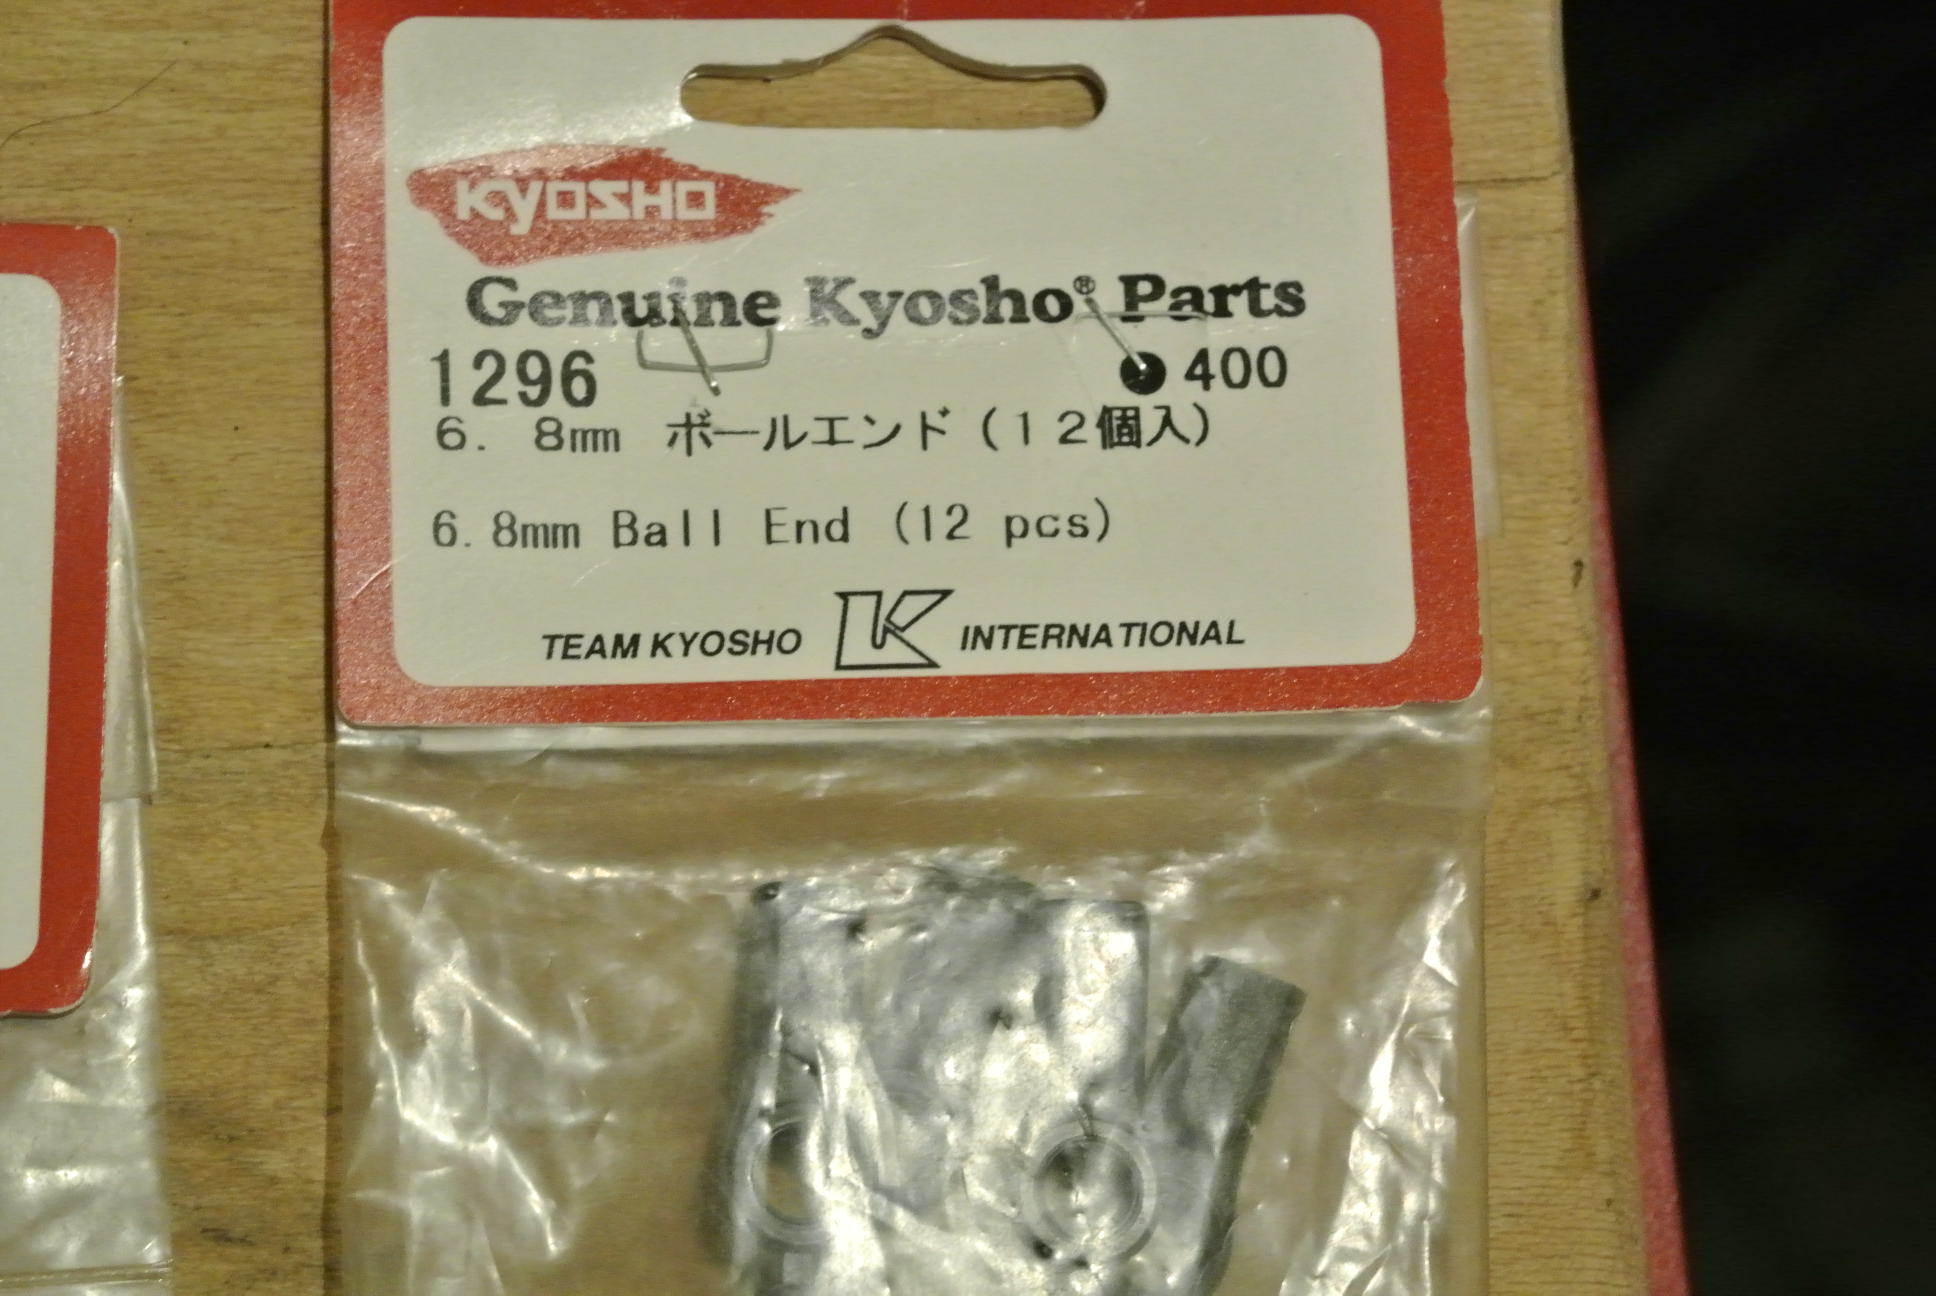 KYOSHO
Genuine Kyosho® Parts
1296 ● 400
6. 8mm ボールエンド(12個入)
6.8mm Ball End (12 pcs)
TEAM KYOSHO K INTERNATIONAL